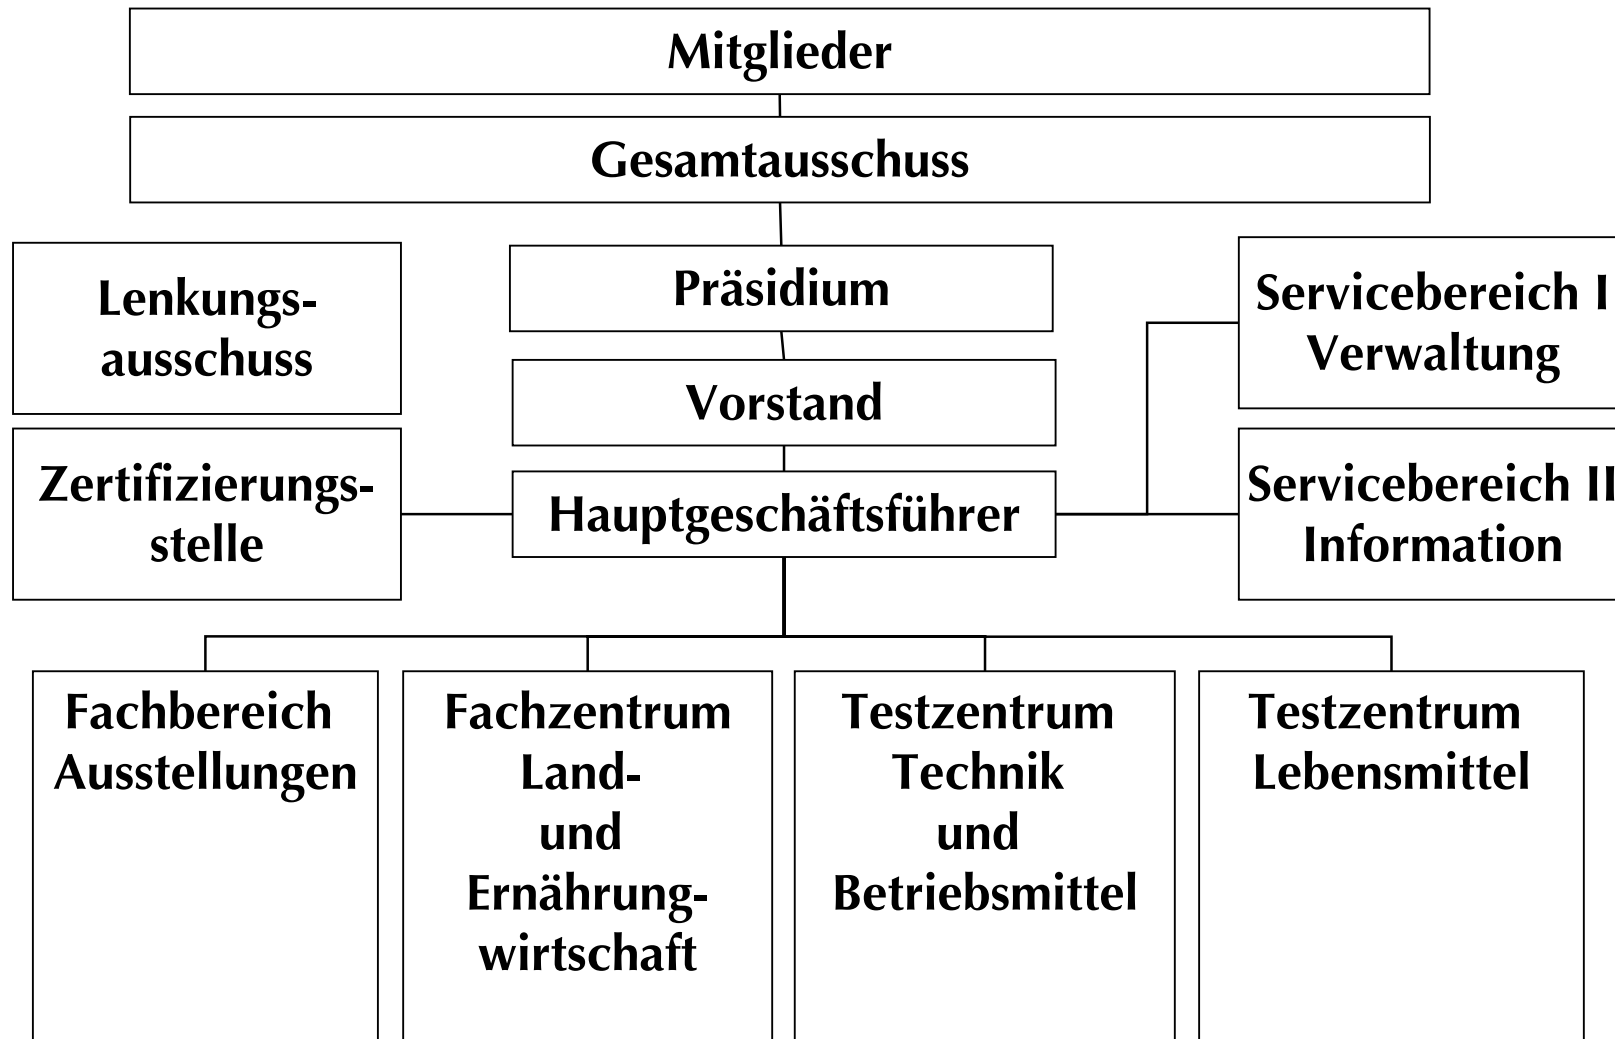 Mitglieder
Gesamtausschuss
Lenkungs-
ausschuss
Präsidium
Servicebereich I
Verwaltung
Vorstand
Zertifizierungs-
stelle
Hauptgeschäftsführer
Servicebereich II
Information
Fachbereich
Ausstellungen
Fachzentrum
Land-
und
Ernährung-
wirtschaft
Testzentrum
Technik
und
Betriebsmittel
Testzentrum
Lebensmittel